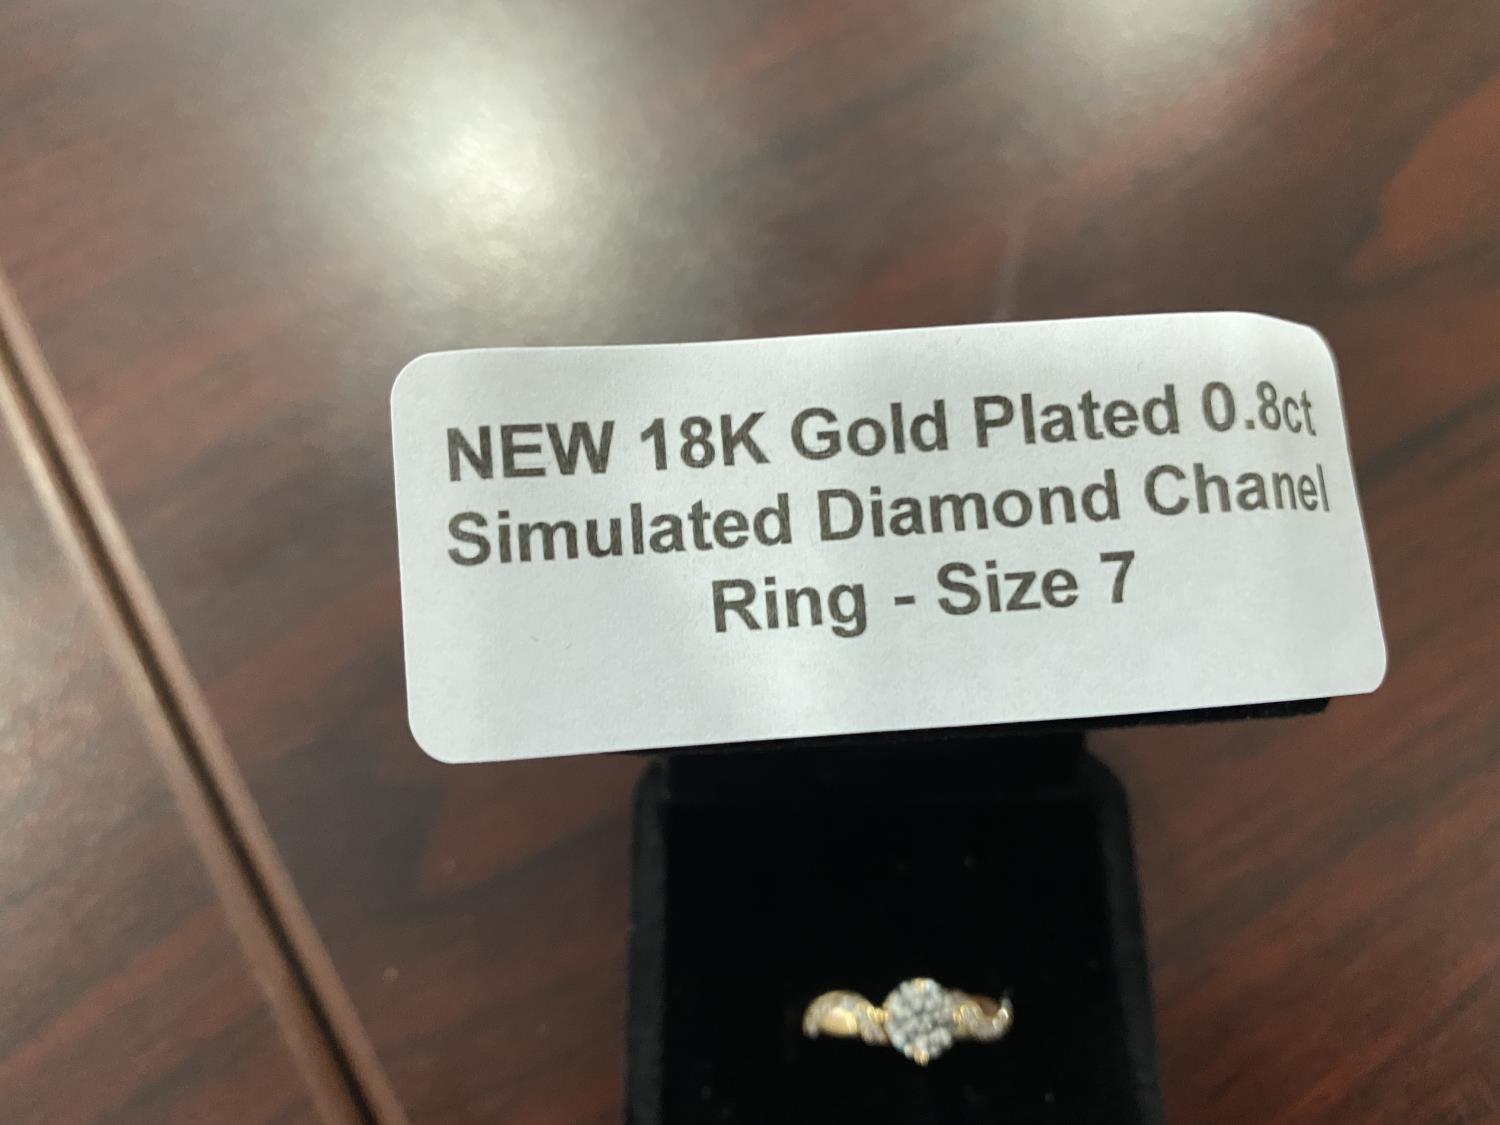 NEW 18K Gold Plated 0.8ct
Simulated Diamond Chanel
Ring - Size 7